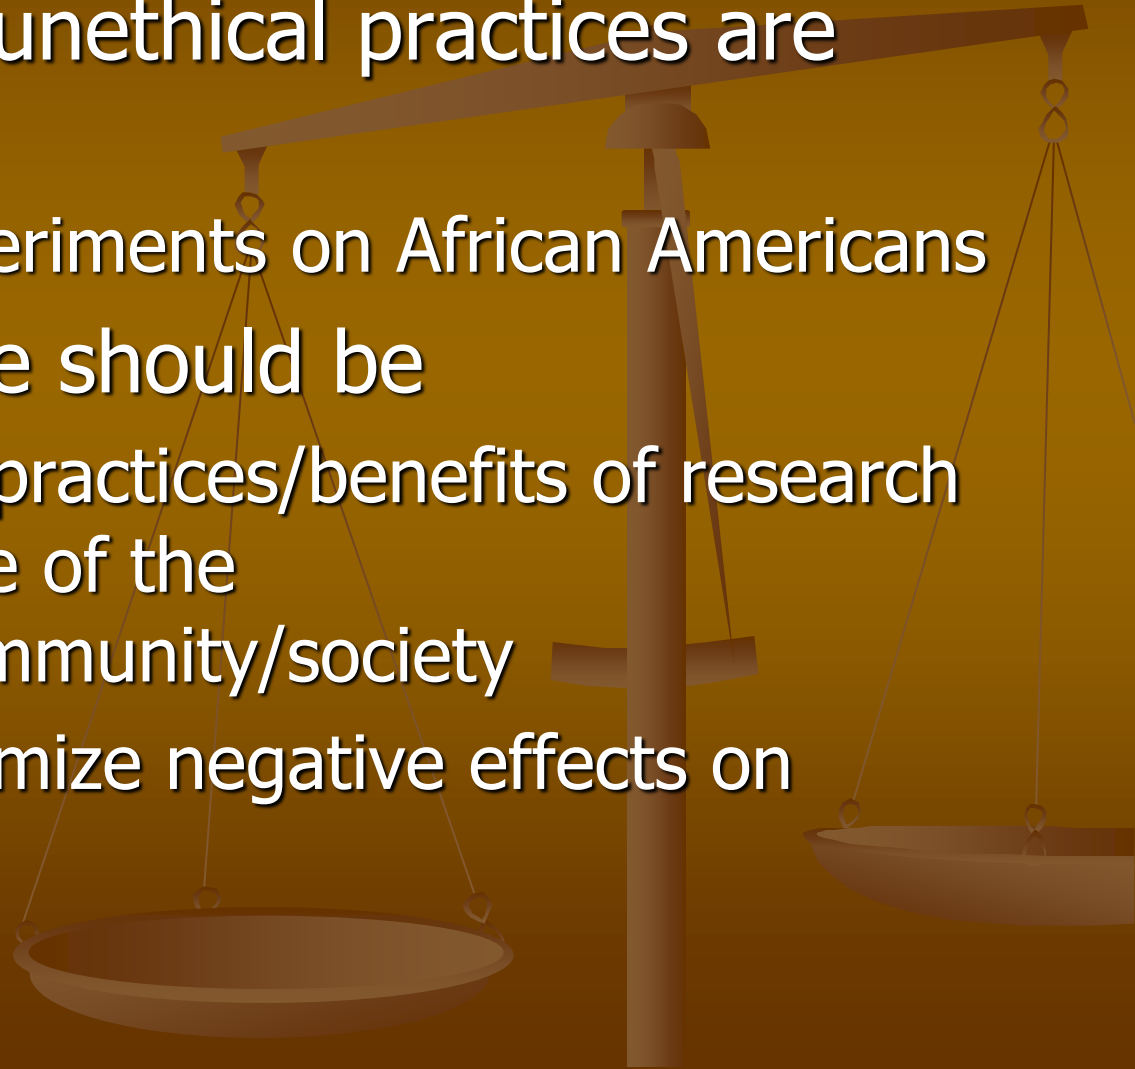 unethical practices are
eriments on African Americans
e should be
practices/benefits of research
e of the
mmunity/society
mize negative effects on